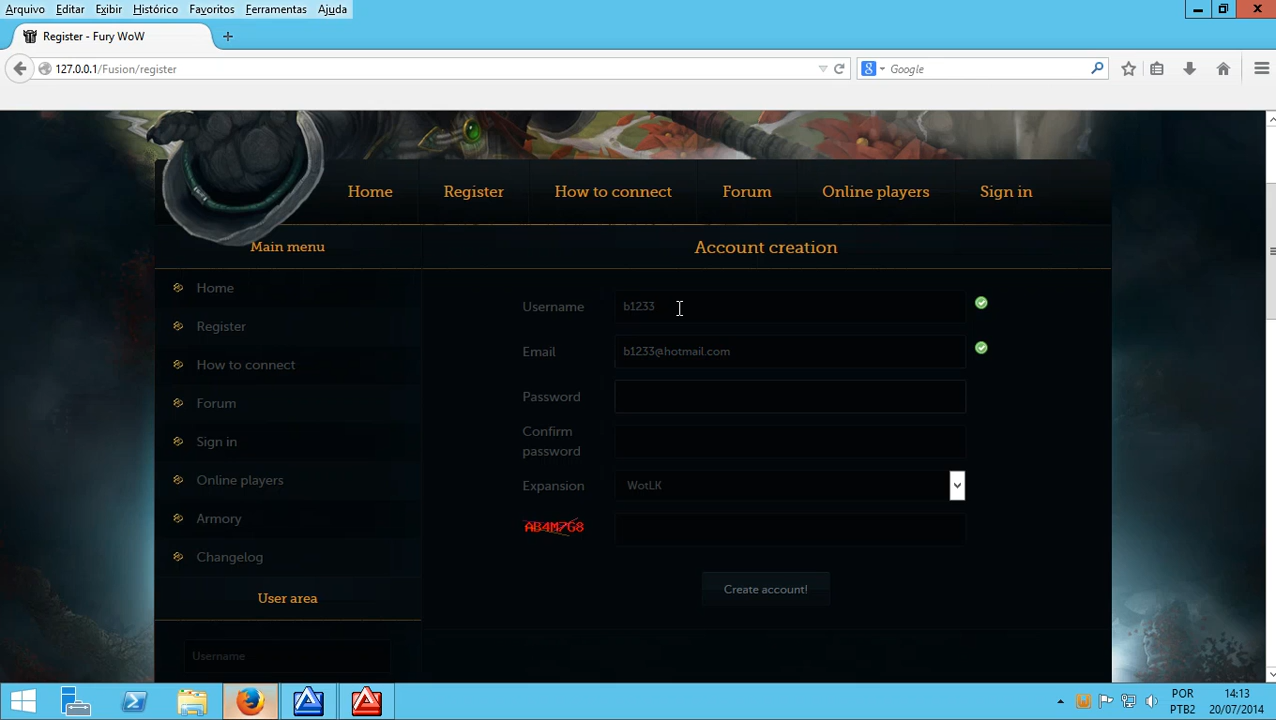 Arquivo Editar Exibir Histórico Favoritos Ferramentas Ajuda
Register - Fury WoW
127.0.0.1/Fusion/register
Google
Home Register How to connect Forum Online players Sign in
Main menu
Account creation
Home
Register
How to connect
Forum
Sign in
Online players
Armory
Changelog
User area
Username
Username b1233
Email b1233@hotmail.com
Password
Confirm
password
Expansion WotLK
AB4M7G8
Create account!
POR
PTB2
14:13
20/07/2014